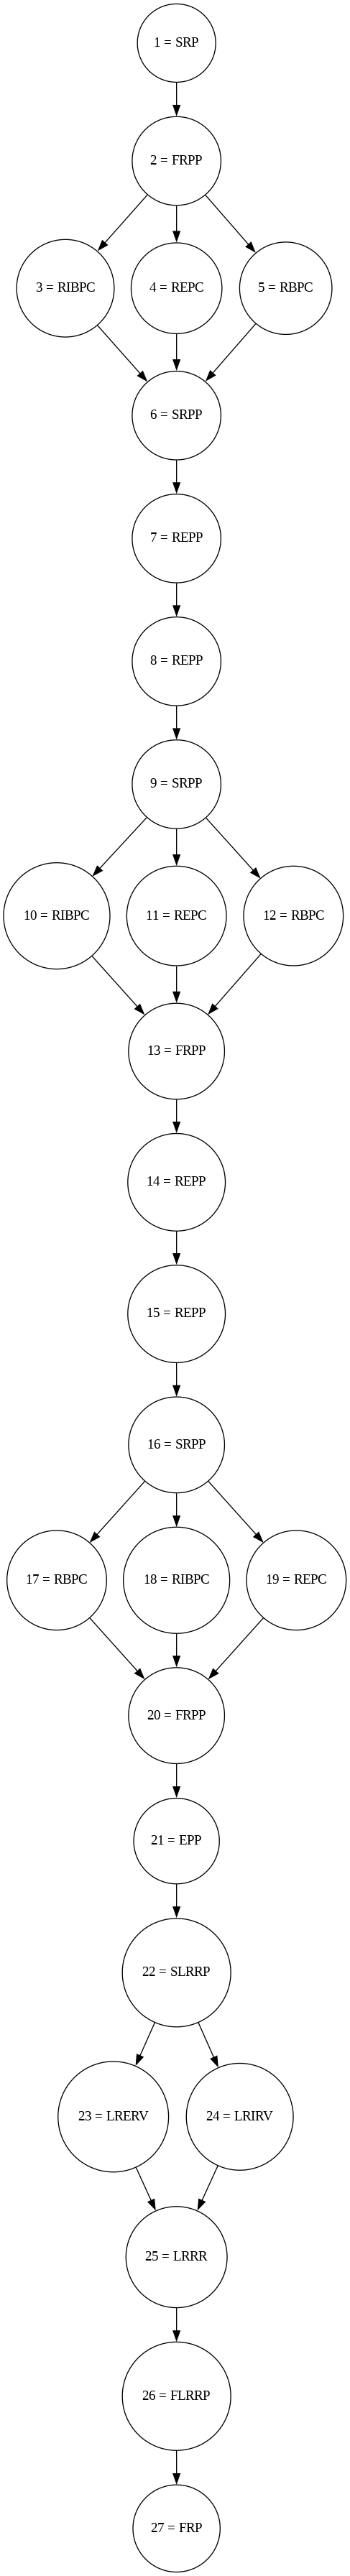 1 = SRP
2 = FRPP
3 = RIBPC
4 = REPC
5 = RBPC
6 = SRPP
7 = REPP
8 = REPP
9 = SRPP
10 = RIBPC
11 = REPC
12 = RBPC
13 = FRPP
14 = REPP
15 = REPP
16 = SRPP
17 = RBPC
18 = RIBPC
19 = REPC
20 = FRPP
21 = EPP
22 = SLRRP
23 = LRERV
24 = LRIRV
25 = LRRR
26 = FLRRP
27 = FRP